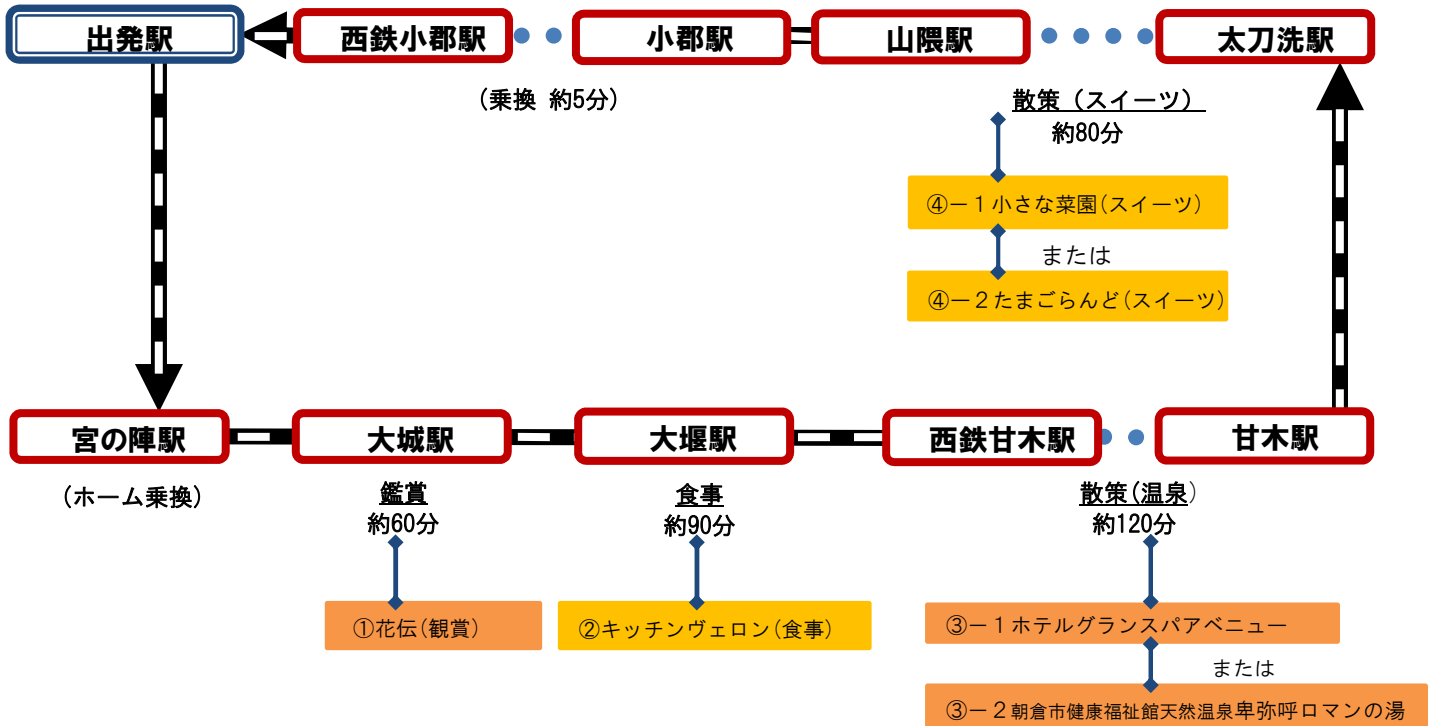 出発駅
西鉄小郡駅
小郡駅
山隈駅
太刀洗駅
(乗換 約5分)
散策（スイーツ）
約80分
④－１小さな菜園(スイーツ)
または
④－２たまごらんど(スイーツ)
宮の陣駅
大城駅
大堰駅
西鉄甘木駅
甘木駅
(ホーム乗換)
鑑賞
約60分
食事
約90分
散策(温泉)
約120分
①花伝(観賞)
②キッチンヴェロン(食事)
③－１ホテルグランスパアベニュー
または
③－２朝倉市健康福祉館天然温泉卑弥呼ロマンの湯